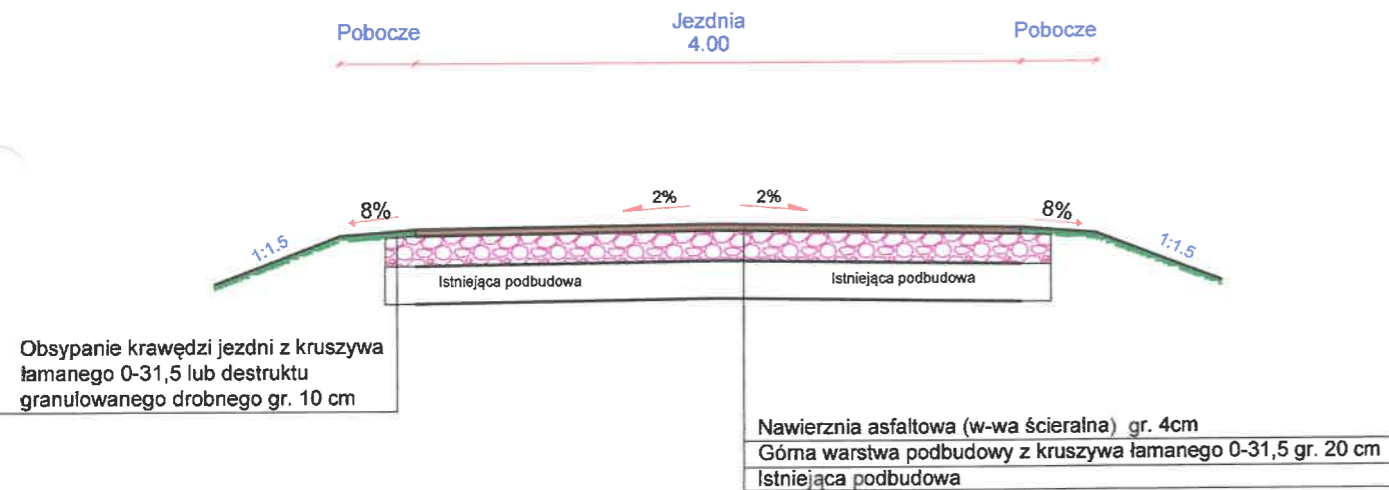 Pobocze
Jezdnia
4.00
Pobocze
8%
2%
2%
8%
1:1.5
1:1.5
Istniejąca podbudowa
Istniejąca podbudowa
Obsypanie krawędzi jezdni z kruszywa
łamanego 0-31,5 lub destruktu
granulowanego drobnego gr. 10 cm
Nawierznia asfaltowa (w-wa ścieralna) gr. 4cm
Górna warstwa podbudowy z kruszywa łamanego 0-31,5 gr. 20 cm
Istniejąca podbudowa